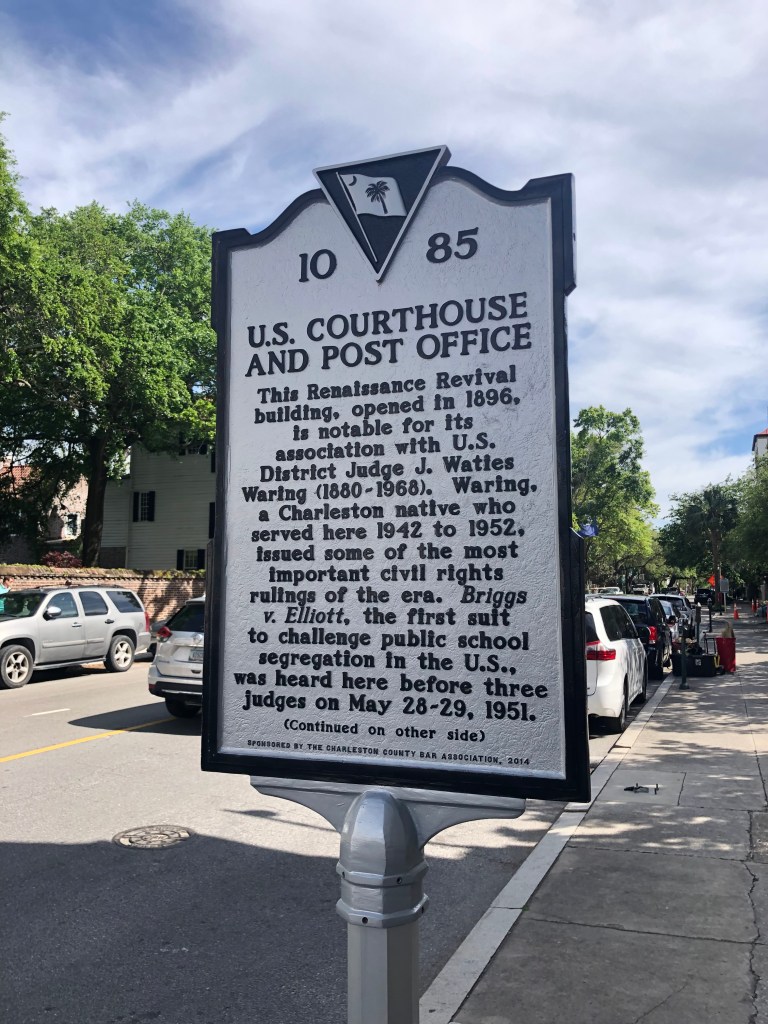 10 85
U.S. COURTHOUSE
AND POST OFFICE
This Renaissance Revival
building, opened in 1896,
is notable for its
association with U.S.
District Judge J. Waties
Waring (1880-1968). Waring,
a Charleston native who
served here 1942 to 1952,
issued some of the most
important civil rights
rulings of the era. Briggs
v. Elliott, the first suit
to challenge public school
segregation in the U.S.,
was heard here before three
judges on May 28-29, 1951.
(Continued on other side)
SPONSORED BY THE CHARLESTON COUNTY BAR ASSOCIATION, 2014